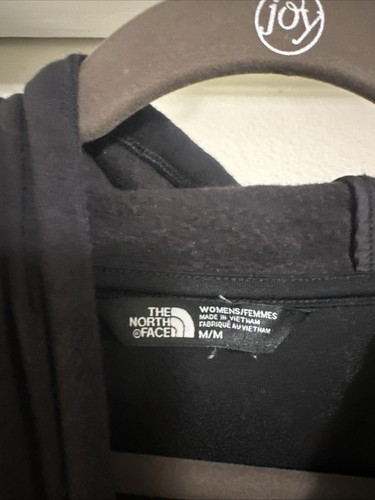 joy
THE
NORTH
FACE
WOMENS/FEMMES
MADE IN VIETNAM
FABRIQUÉ AU VIETNAM
M/M